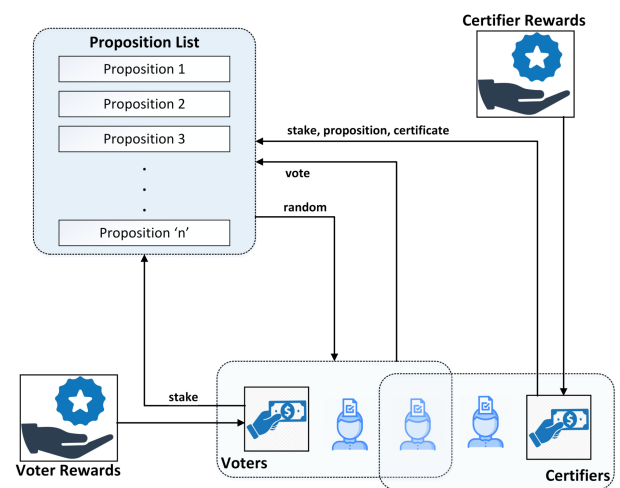 Certifier Rewards
Proposition List
Proposition 1
Proposition 2
Proposition 3
stake, proposition, certificate
vote
random
Proposition ‘n’
stake
Voter Rewards
Voters
Certifiers